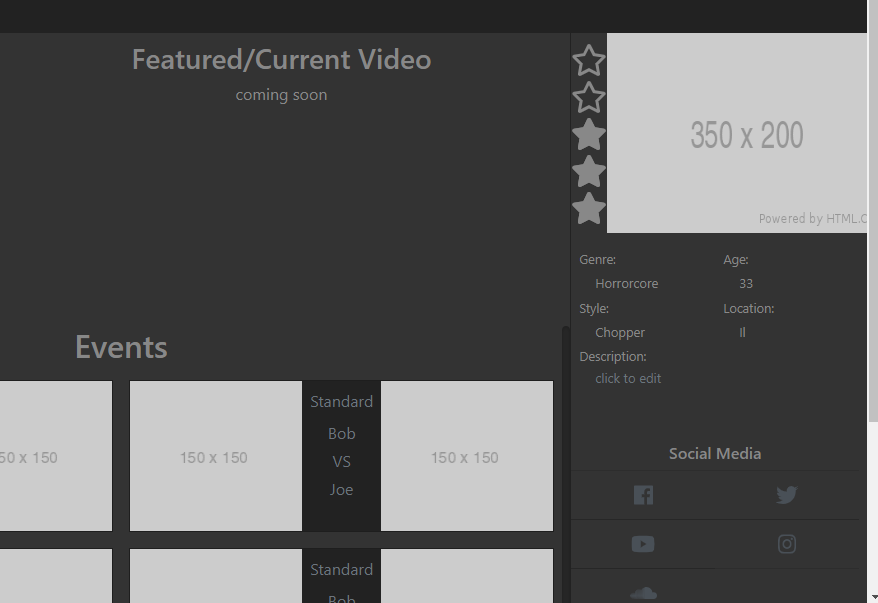 Featured/Current Video
coming soon
350 x 200
Powered by HTML.C
Genre:
Age:
Horrorcore
33
Style:
Location:
Chopper
Il
Description:
click to edit
Events
50 x 150
150 x 150
Standard
Bob
VS
Joe
150 x 150
Social Media
Standard
Bob